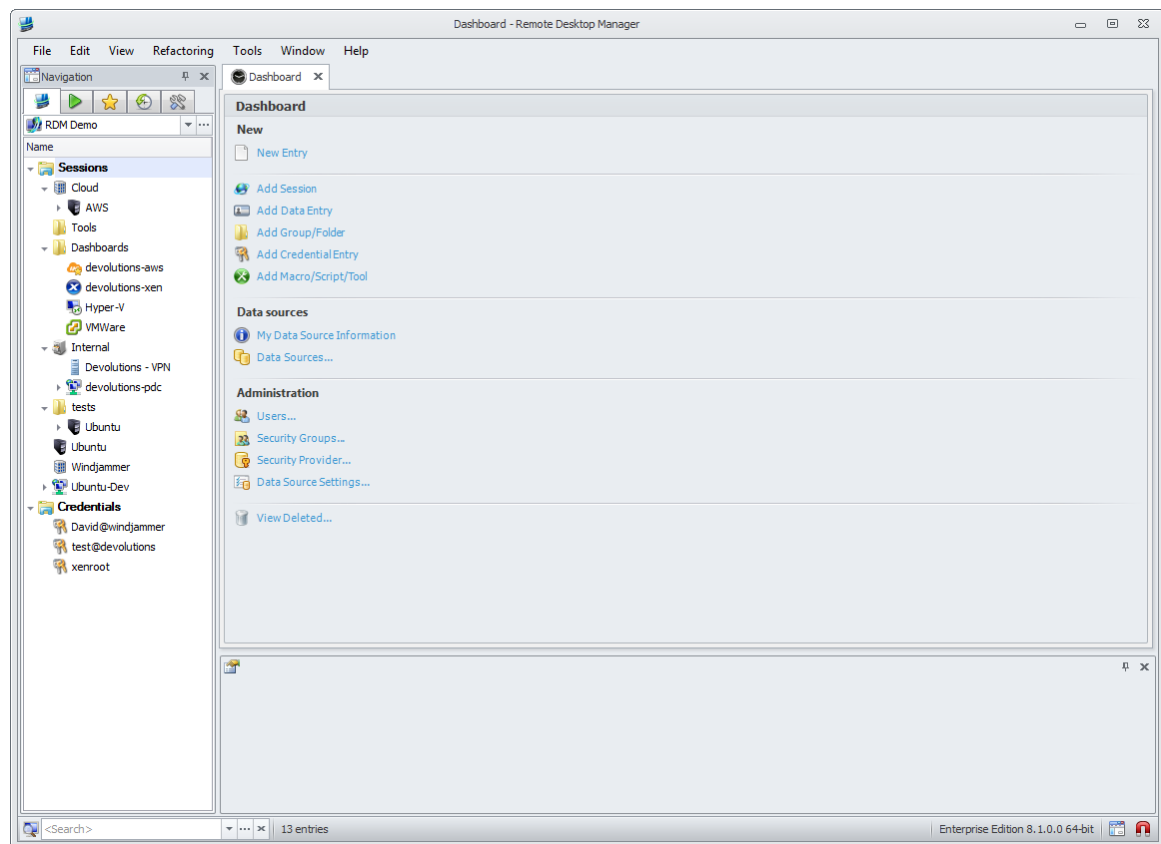 Dashboard - Remote Desktop Manager
File Edit View Refactoring Tools Window Help
Navigation
Dashboard
RDM Demo
Name
Sessions
Cloud
AWS
Tools
Dashboards
devolutions-aws
devolutions-xen
Hyper-V
VMWare
Internal
Devolutions - VPN
devolutions-pdc
tests
Ubuntu
Ubuntu
Windjammer
Ubuntu-Dev
Credentials
David@windjammer
test@devolutions
xenroot
Dashboard
New
New Entry
Add Session
Add Data Entry
Add Group/Folder
Add Credential Entry
Add Macro/Script/Tool
Data sources
My Data Source Information
Data Sources...
Administration
Users...
Security Groups...
Security Provider...
Data Source Settings...
View Deleted...
<Search>
13 entries
Enterprise Edition 8.1.0.0 64-bit